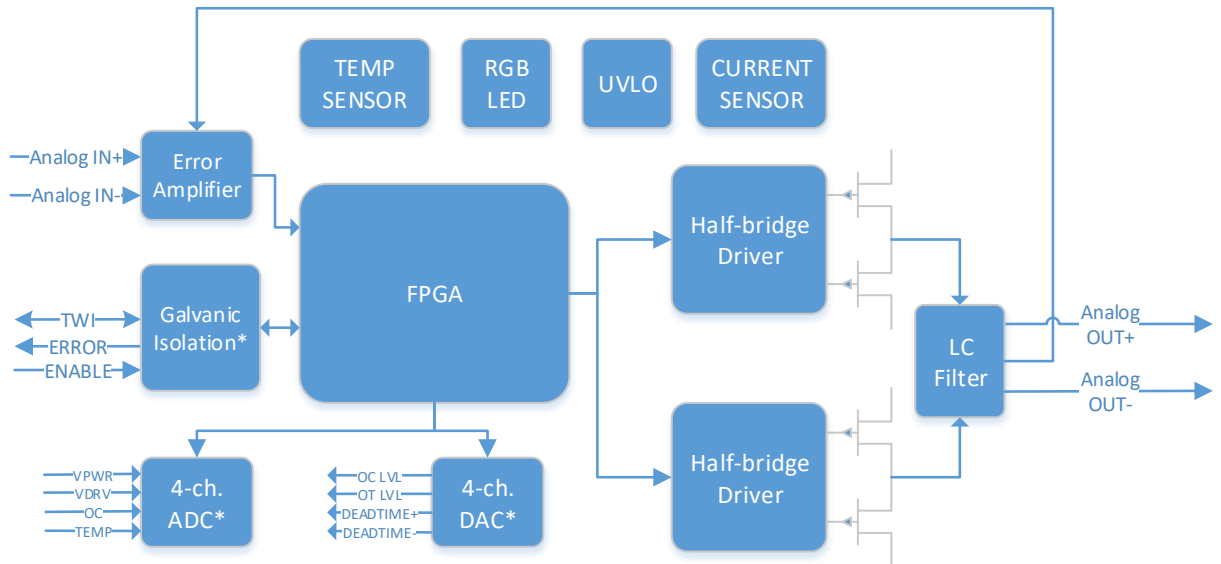 TEMP
SENSOR
RGB
LED
UVLO
CURRENT
SENSOR
Analog IN+
Analog IN-
Error
Amplifier
FPGA
Half-bridge
Driver
TWI
ERROR
ENABLE
Galvanic
Isolation*
LC
Filter
Analog
OUT+
Analog
OUT-
VPWR
VDRV
OC
TEMP
4-ch.
ADC*
OC LVL
OT LVL
DEADTIME+
DEADTIME-
4-ch.
DAC*
Half-bridge
Driver